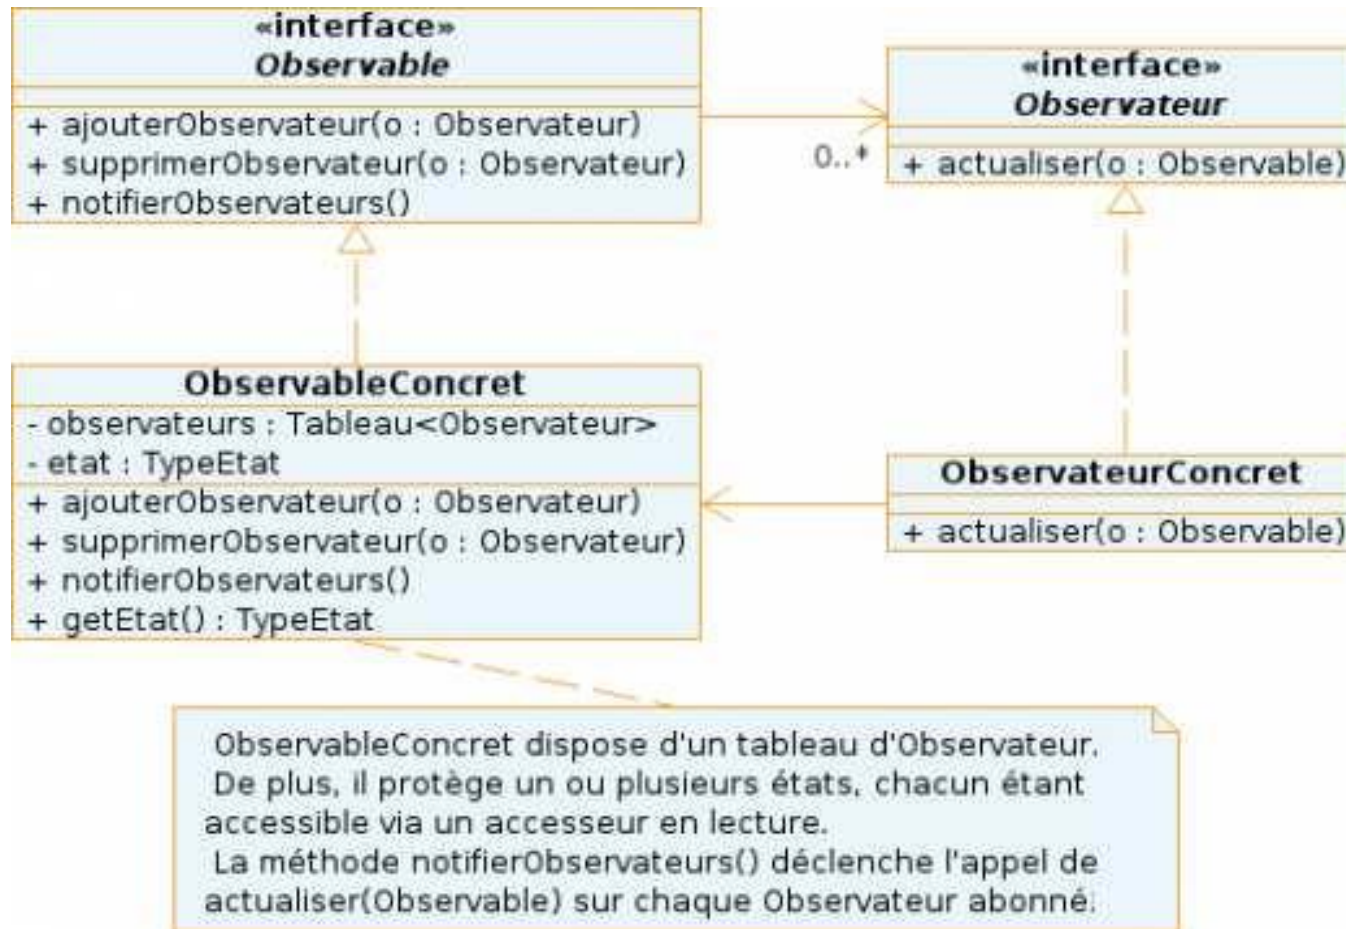 «interface»
Observable
+ ajouterObservateur(o : Observateur)
+ supprimerObservateur(o : Observateur)
+ notifierObservateurs()
«interface»
Observateur
+ actualiser(o : Observable)
0..*
ObservableConcret
- observateurs : Tableau<Observateur>
- etat : TypeEtat
+ ajouterObservateur(o : Observateur)
+ supprimerObservateur(o : Observateur)
+ notifierObservateurs()
+ getEtat() : TypeEtat
ObservateurConcret
+ actualiser(o : Observable)
ObservableConcret dispose d'un tableau d'Observateur.
De plus, il protège un ou plusieurs états, chacun étant
accessible via un accesseur en lecture.
La méthode notifierObservateurs() déclenche l'appel de
actualiser(Observable) sur chaque Observateur abonné.